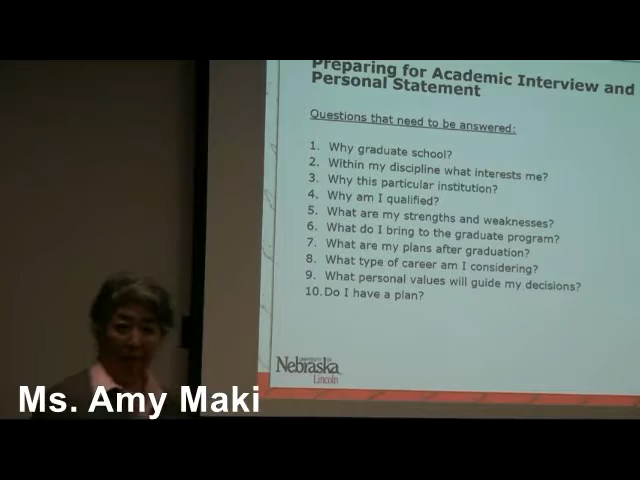 Preparing for Academic Interview and
Personal Statement
Questions that need to be answered:
1. Why graduate school?
2. Within my discipline what interests me?
3. Why this particular institution?
4. Why am I qualified?
5. What are my strengths and weaknesses?
6. What do I bring to the graduate program?
7. What are my plans after graduation?
8. What type of career am I considering?
9. What personal values will guide my decisions?
10. Do I have a plan?
Nebraska
Lincoln
Ms. Amy Maki